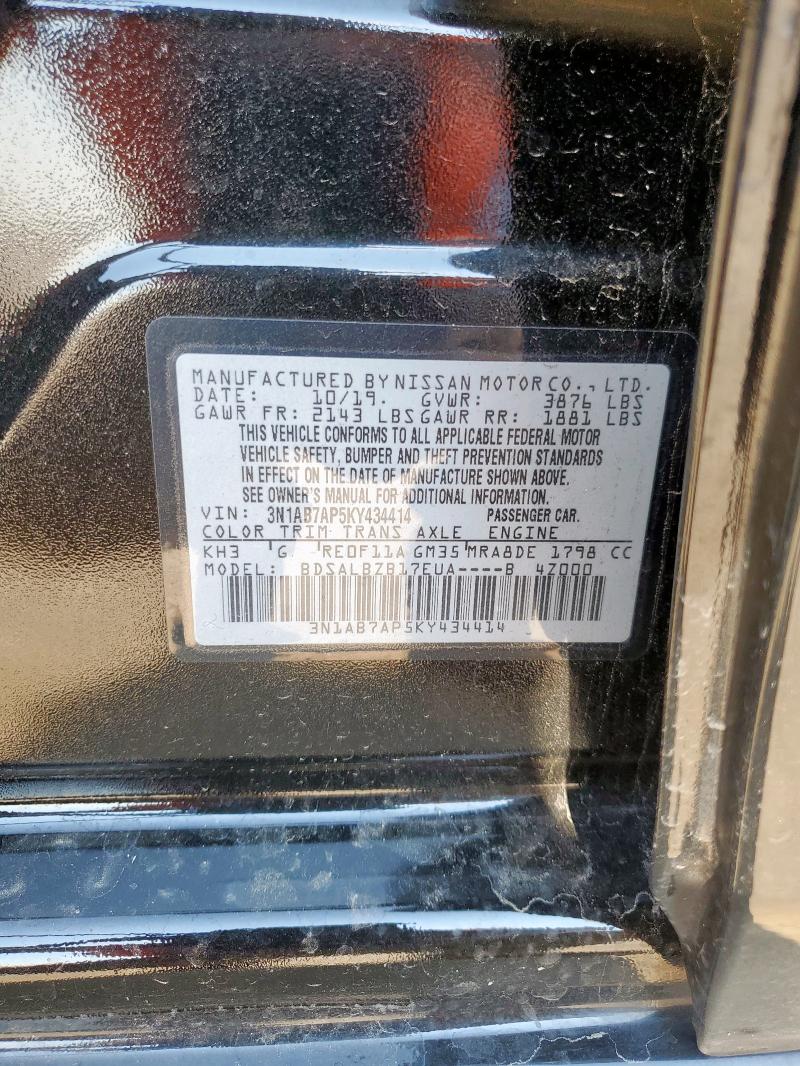 MANUFACTURED BY NISSAN MOTOR CO., LTD.
DATE: 10/19. GVWR: 3876 LBS
GAWR FR: 2143 LBS GAWR RR: 1881 LBS
THIS VEHICLE CONFORMS TO ALL APPLICABLE FEDERAL MOTOR
VEHICLE SAFETY, BUMPER AND THEFT PREVENTION STANDARDS
IN EFFECT ON THE DATE OF MANUFACTURE SHOWN ABOVE.
SEE OWNER'S MANUAL FOR ADDITIONAL INFORMATION.
VIN: 3N1AB7AP5KY434414 PASSENGER CAR.
COLOR TRIM TRANS AXLE ENGINE
KH3 G REOF11A GM35 MRA8DE 1798 CC
MODEL: BDSALBZB17EUA----B 4Z000
3N1AB7AP5KY434414